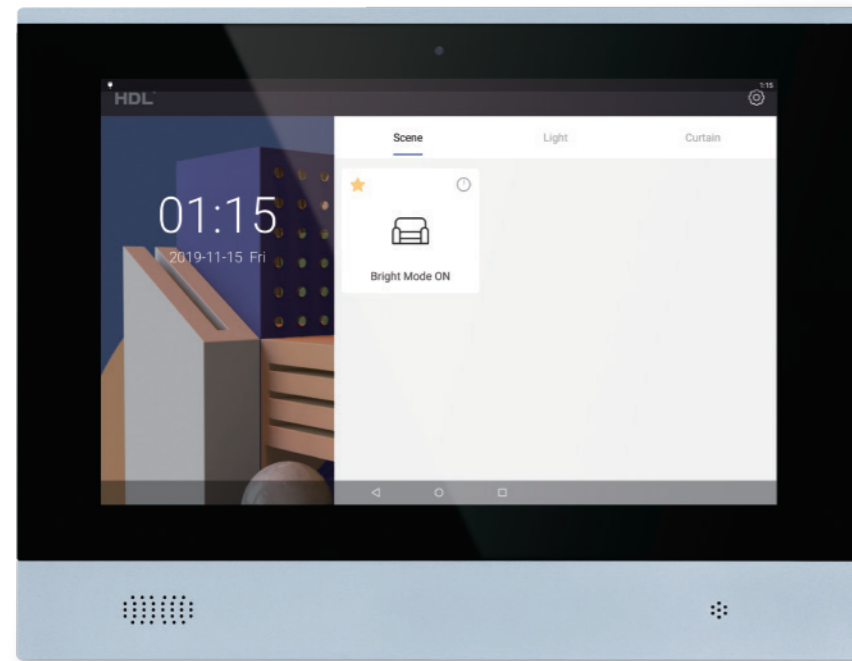 1:15
HDL
Scene
Light
Curtain
01:15
2019-11-15 Fri
Bright Mode ON